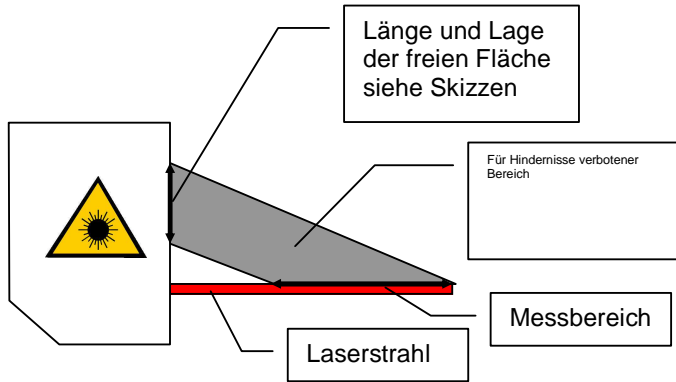 Länge und Lage
der freien Fläche
siehe Skizzen
Für Hindernisse verbotener
Bereich
Messbereich
Laserstrahl